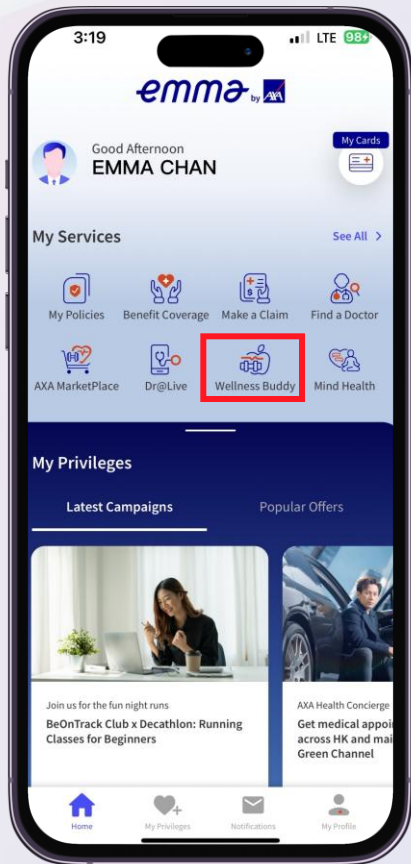 3:19
LTE 98
emma by AXA
My Cards
Good Afternoon
EMMA CHAN
My Services
See All >
My Policies
Benefit Coverage
Make a Claim
Find a Doctor
AXA MarketPlace
Dr@Live
Wellness Buddy
Mind Health
My Privileges
Latest Campaigns
Popular Offers
Join us for the fun night runs
BeOnTrack Club x Decathlon: Running
Classes for Beginners
AXA Health Concierge
Get medical
across HK and
Green Channel
Home
My Privileges
Notifications
My Profile